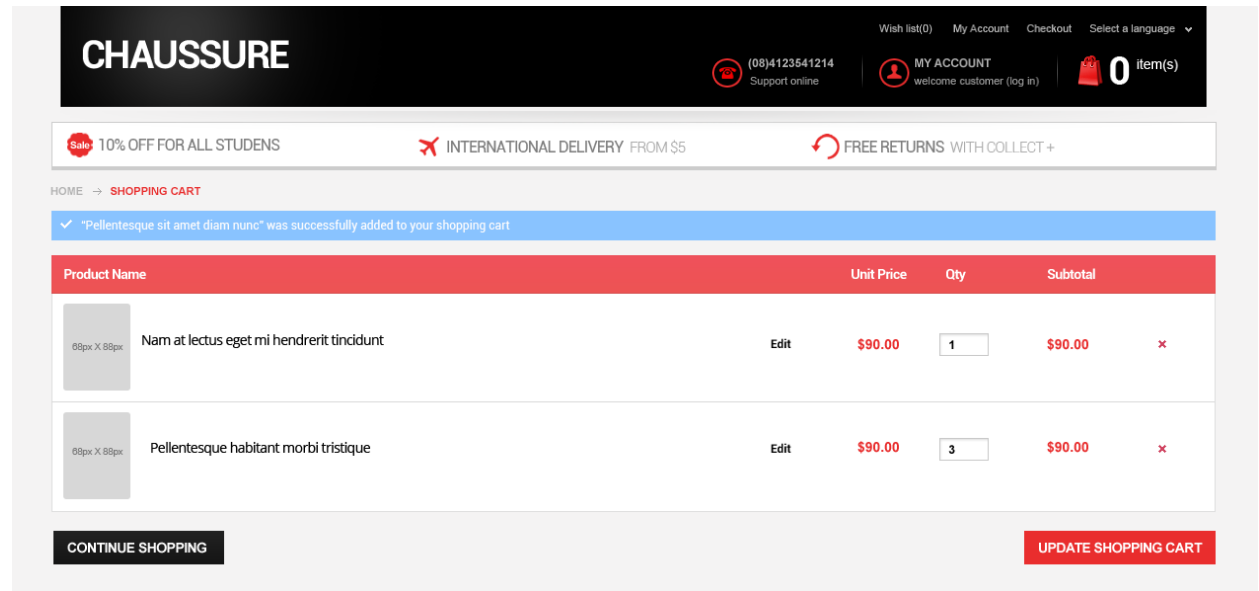 Wish list(0) My Account Checkout Select a language
CHAUSSURE
(08)4123541214
Support online
MY ACCOUNT
welcome customer (log in)
0 item(s)
Sale 10% OFF FOR ALL STUDENS
INTERNATIONAL DELIVERY FROM $5
FREE RETURNS WITH COLLECT +
HOME → SHOPPING CART
"Pellentesque sit amet diam nunc" was successfully added to your shopping cart
Product Name Unit Price Qty Subtotal
68px X 88px Nam at lectus eget mi hendrerit tincidunt Edit $90.00 1 $90.00 ×
68px X 88px Pellentesque habitant morbi tristique Edit $90.00 3 $90.00 ×
CONTINUE SHOPPING UPDATE SHOPPING CART